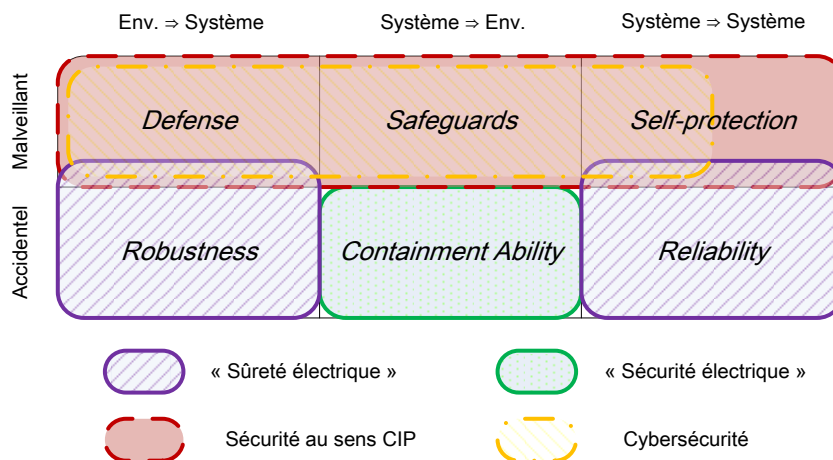 Env. ⇒ Système
Système ⇒ Env.
Système ⇒ Système
Malveillant
Defense
Safeguards
Self-protection
Accidentel
Robustness
Containment Ability
Reliability
« Sûreté électrique »
« Sécurité électrique »
Sécurité au sens CIP
Cybersécurité